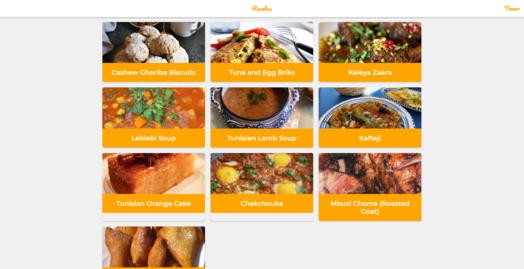 Recetas
Timer
Cashew Ghoriba Biscuits
Tuna and Egg Briks
Keleya Zaara
Leblebi Soup
Tunisian Lamb Soup
Kafteji
Tunisian Orange Cake
Chakchouka
Mbuzi Choma (Roasted
Goat)